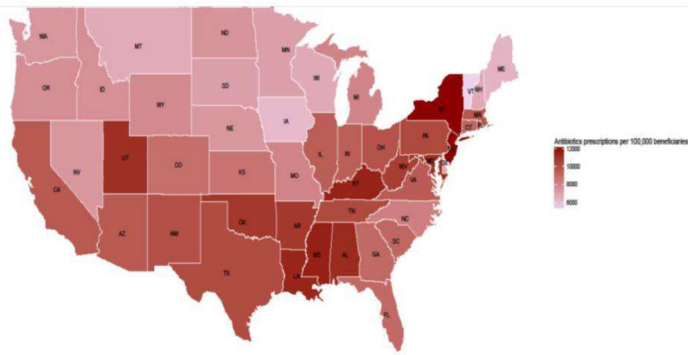 WA
MT
ND
MN
ME
OR
ID
WY
SD
WI
MI
VT
NH
NE
IA
MA
CT
PA
NV
UT
CO
KS
MO
IL
IN
OH
WV
VA
KY
CA
AZ
NM
OK
AR
TN
NC
SC
TX
LA
MS
AL
GA
FL
Antibiotics prescriptions per 100,000 beneficiaries
12000
10000
8000
6000